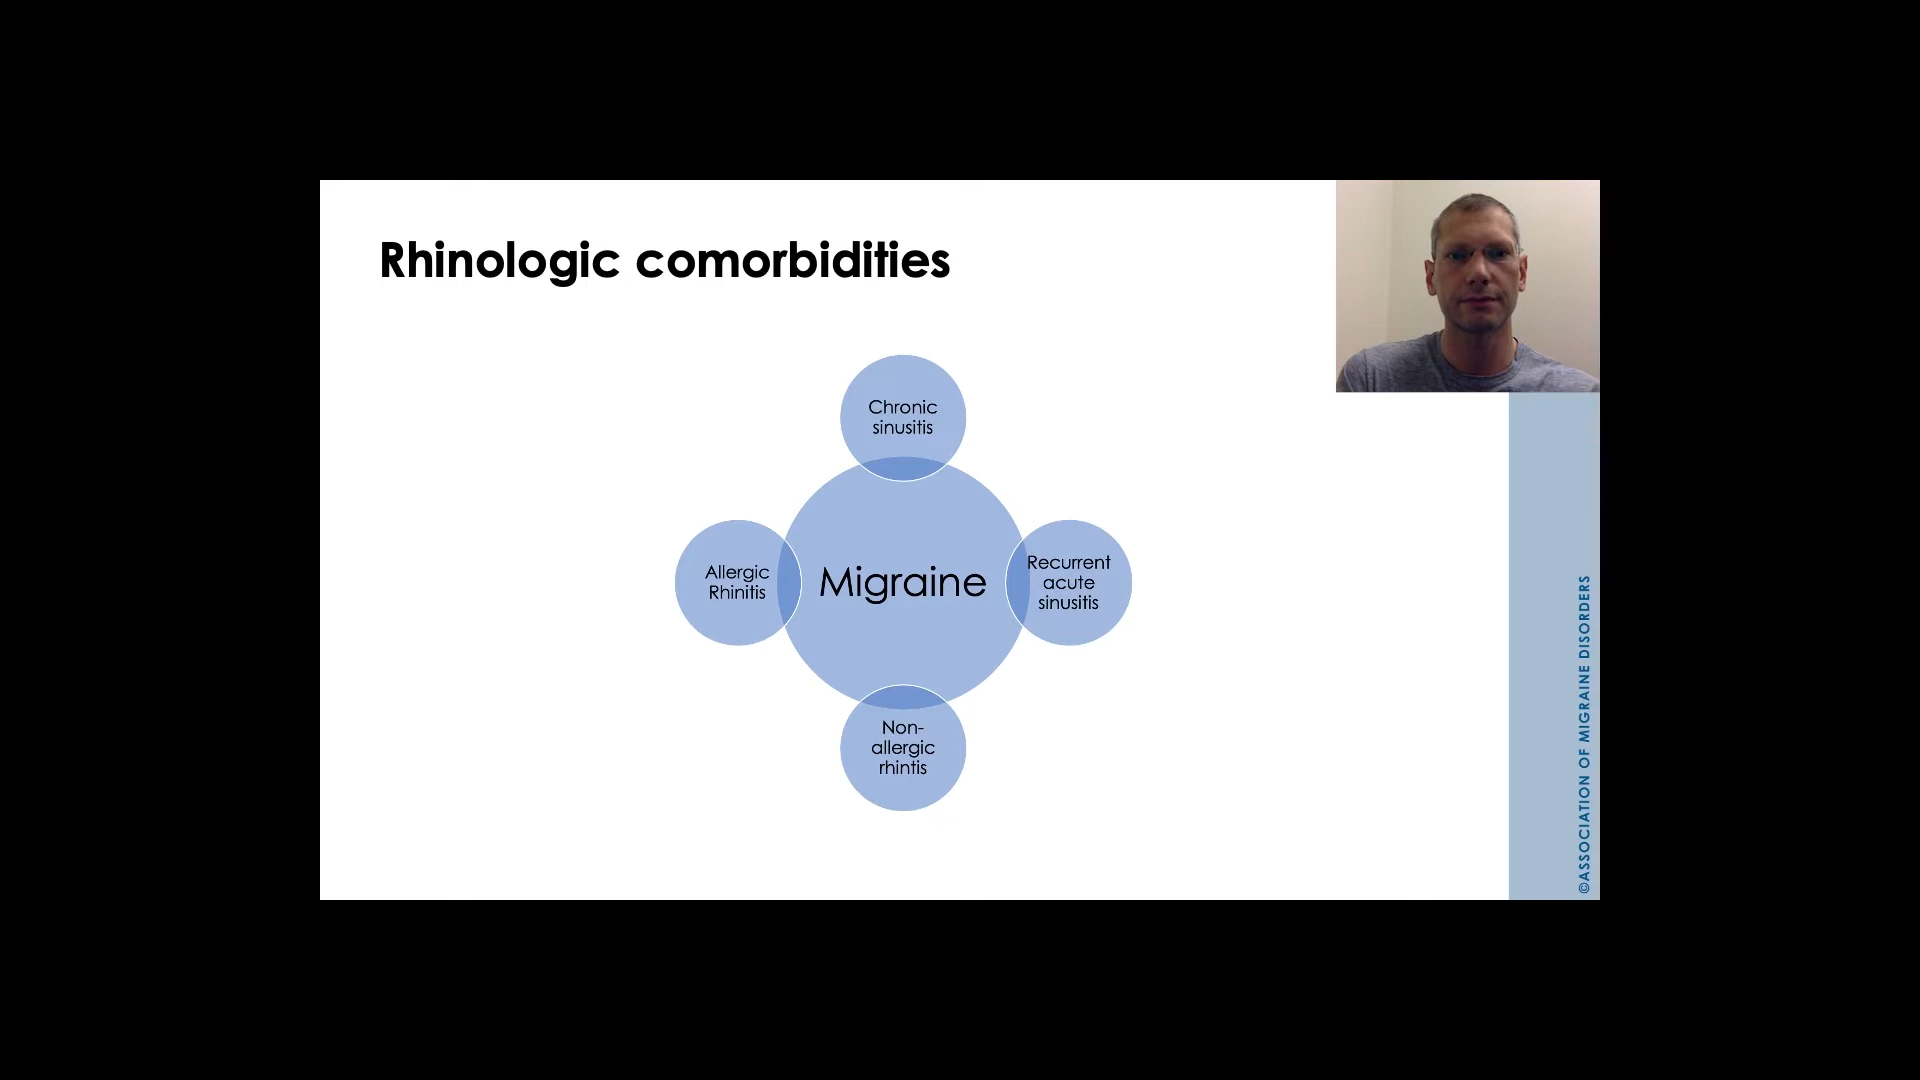 Rhinologic comorbidities
Chronic
sinusitis
Allergic
Rhinitis
Migraine
Recurrent
acute
sinusitis
Non-
allergic
rhintis
©ASSOCIATION OF MIGRAINE DISORDERS